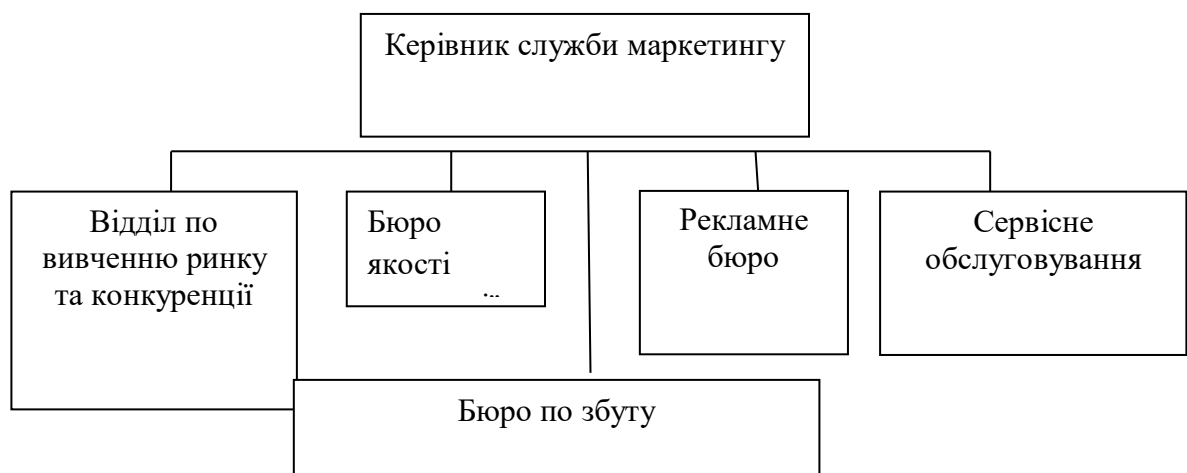 Керівник служби маркетингу
Відділ по
вивченню ринку
та конкуренції
Бюро
якості
Рекламне
бюро
Сервісне
обслуговування
Бюро по збуту